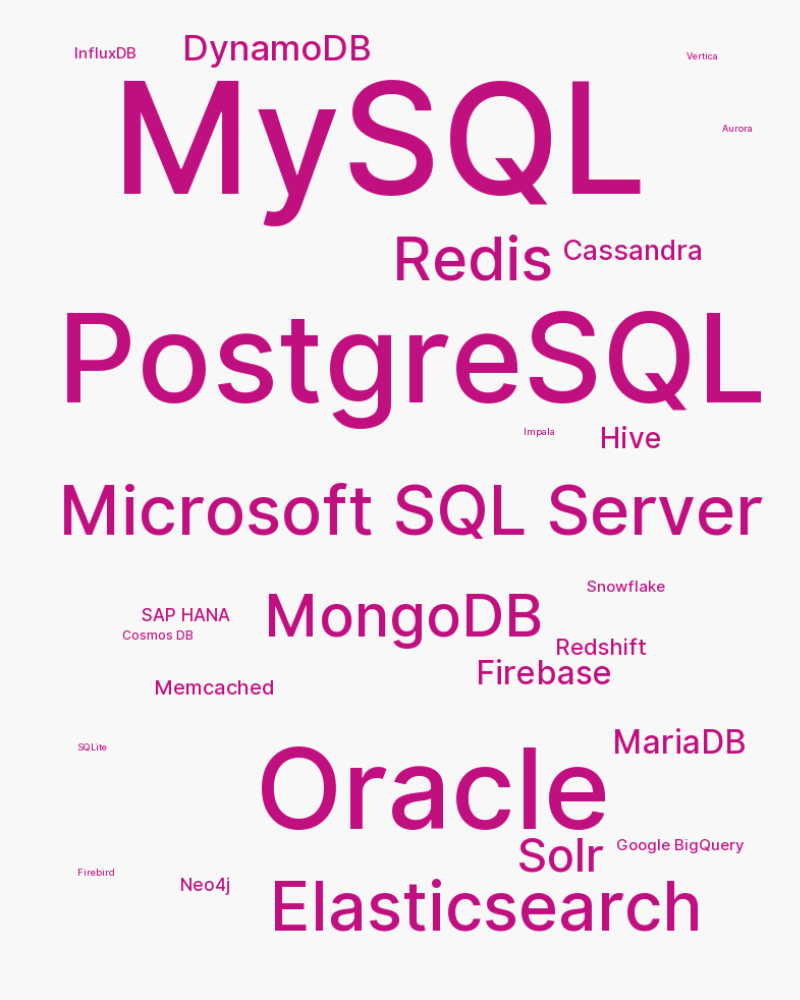 InfluxDB
DynamoDB
Vertica
MySQL
Aurora
Redis
Cassandra
PostgreSQL
Impala
Hive
Microsoft SQL Server
Snowflake
SAP HANA
MongoDB
Cosmos DB
Redshift
Firebase
Memcached
MariaDB
SQLite
Oracle
Solr
Google BigQuery
Firebird
Neo4j
Elasticsearch